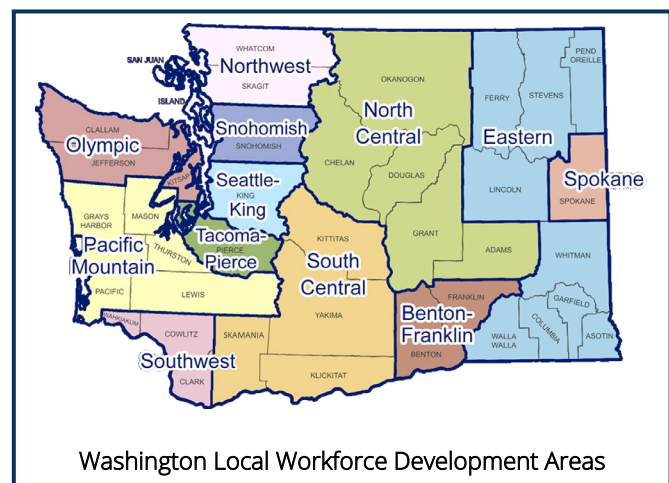 WHATCOM
PEND
OREILLE
SAN JUAN
Northwest
SKAGIT
OKANOGON
FERRY
STEVENS
ISLAND
North
Central
Snohomish
SNOHOMISH
Eastern
CLALLAM
Olympic
JEFFERSON
CHELAN
DOUGLAS
KITSAP
Seattle-
KING
King
LINCOLN
Spokane
SPOKANE
GRAYS
HARBOR
MASON
Tacoma-
PIERCE
Pierce
KITTITAS
GRANT
ADAMS
Pacific
Mountain
THURSTON
South
Central
WHITMAN
PACIFIC
LEWIS
YAKIMA
FRANKLIN
Benton-
Franklin
BENTON
GARFIELD
COLUMBIA
WALLA
WALLA
ASOTIN
WAHKIAKUM
COWLITZ
SKAMANIA
Southwest
CLARK
KLICKITAT
Washington Local Workforce Development Areas